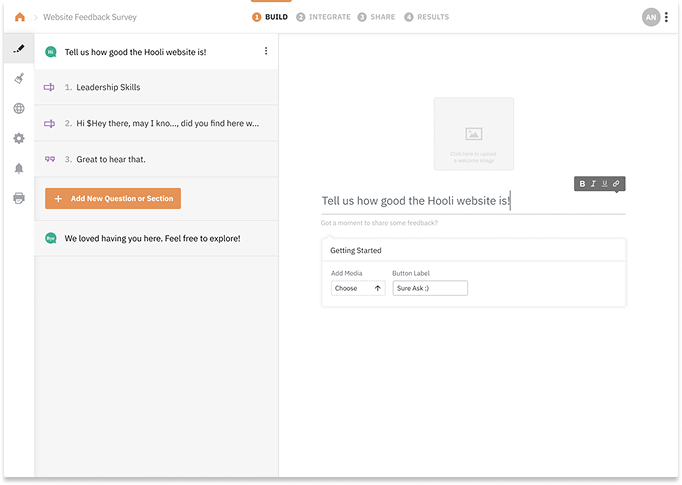 Website Feedback Survey
1 BUILD
2 INTEGRATE
3 SHARE
4 RESULTS
AN
Hi Tell us how good the Hooli website is!
1. Leadership Skills
2. Hi $Hey there, may I kno..., did you find here w...
3. Great to hear that.
+ Add New Question or Section
Bye We loved having you here. Feel free to explore!
Click here to upload
a welcome image
B I U
Tell us how good the Hooli website is!
Got a moment to share some feedback?
Getting Started
Add Media
Button Label
Choose
Sure Ask :)